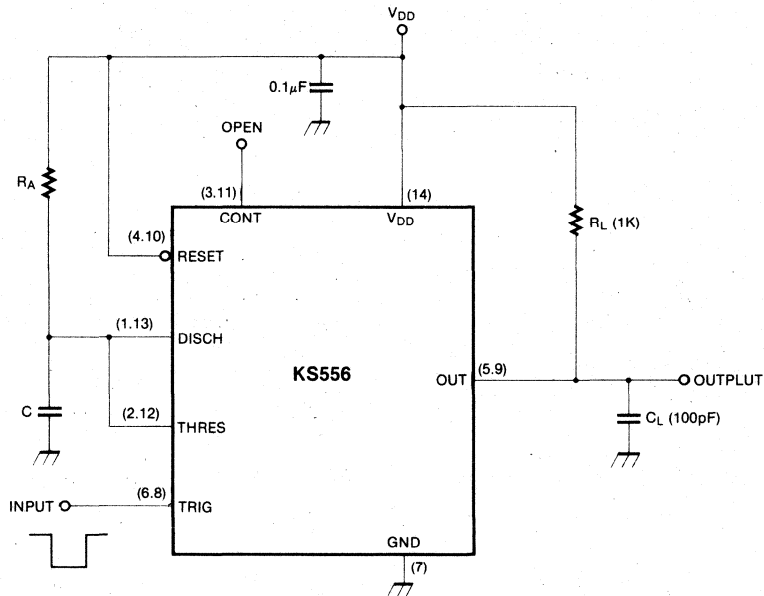 VDD
0.1μF
OPEN
RA
(3.11)
(14)
CONT
VDD
RL (1K)
(4.10)
RESET
(1.13)
DISCH
KS556
OUT
(5.9)
OUTPLUT
C
(2.12)
THRES
CL (100pF)
(6.8)
INPUT
TRIG
GND
(7)